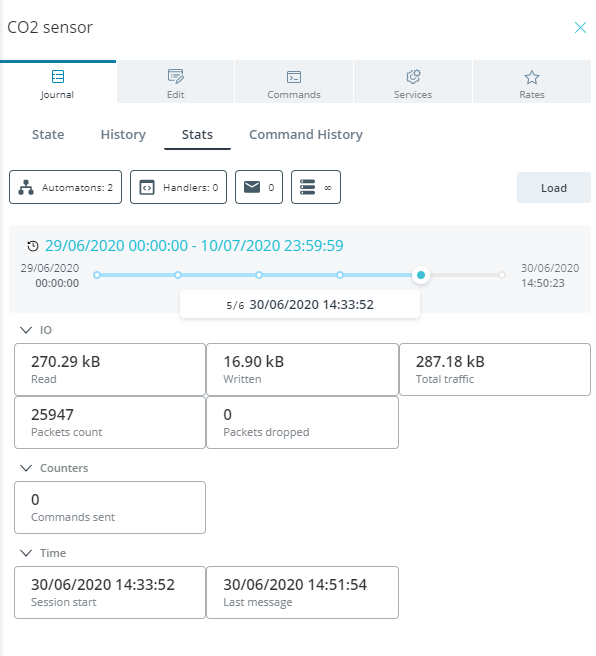 CO2 sensor
Journal
Edit
Commands
Services
Rates
State
History
Stats
Command History
Automatons: 2
Handlers: 0
0
∞
Load
29/06/2020 00:00:00 - 10/07/2020 23:59:59
29/06/2020
00:00:00
30/06/2020
14:50:23
5/6 30/06/2020 14:33:52
IO
270.29 kB
Read
16.90 kB
Written
287.18 kB
Total traffic
25947
Packets count
0
Packets dropped
Counters
0
Commands sent
Time
30/06/2020 14:33:52
Session start
30/06/2020 14:51:54
Last message